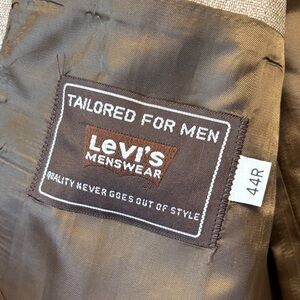 TAILORED FOR MEN
LEVI'S
MENSWEAR
QUALITY NEVER GOES OUT OF STYLE
44R